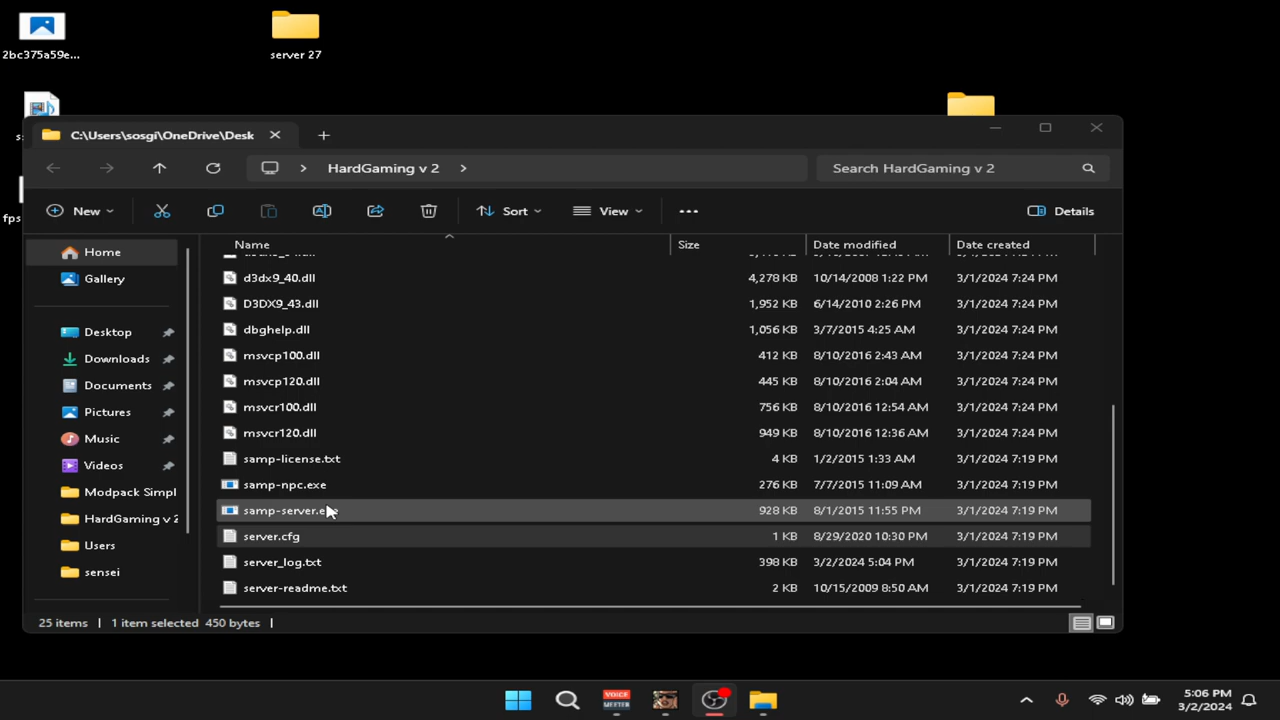 2bc375a59e...
server 27
C:\Users\sosgi\OneDrive\Desk
HardGaming v 2
Search HardGaming v 2
New
Sort
View
Details
Name
Size
Date modified
Date created
Home
Gallery
Desktop
Downloads
Documents
Pictures
Music
Videos
Modpack Simpl
HardGaming v 2
Users
sensei
d3dx9_40.dll 4,278 KB 10/14/2008 1:22 PM 3/1/2024 7:24 PM
D3DX9_43.dll 1,952 KB 6/14/2010 2:26 PM 3/1/2024 7:24 PM
dbghelp.dll 1,056 KB 3/7/2015 4:25 AM 3/1/2024 7:24 PM
msvcp100.dll 412 KB 8/10/2016 2:43 AM 3/1/2024 7:24 PM
msvcp120.dll 445 KB 8/10/2016 2:04 AM 3/1/2024 7:24 PM
msvcr100.dll 756 KB 8/10/2016 12:54 AM 3/1/2024 7:24 PM
msvcr120.dll 949 KB 8/10/2016 12:36 AM 3/1/2024 7:24 PM
samp-license.txt 4 KB 1/2/2015 1:33 AM 3/1/2024 7:19 PM
samp-npc.exe 276 KB 7/7/2015 11:09 AM 3/1/2024 7:19 PM
samp-server.exe 928 KB 8/1/2015 11:55 PM 3/1/2024 7:19 PM
server.cfg 1 KB 8/29/2020 10:30 PM 3/1/2024 7:19 PM
server_log.txt 398 KB 3/2/2024 5:04 PM 3/1/2024 7:19 PM
server-readme.txt 2 KB 10/15/2009 8:50 AM 3/1/2024 7:19 PM
25 items
1 item selected 450 bytes
fps
VOICE
MEETER
5:06 PM
3/2/2024